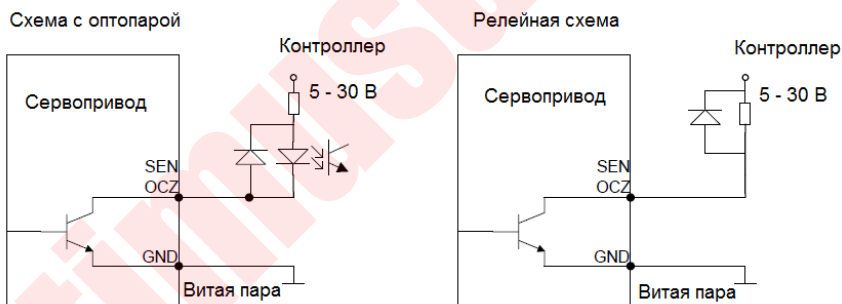 Схема с оптопарой
Контроллер
5 - 30 В
Сервопривод
SEN
OCZ
GND
Витая пара
Релейная схема
Контроллер
5 - 30 В
Сервопривод
SEN
OCZ
GND
Витая пара